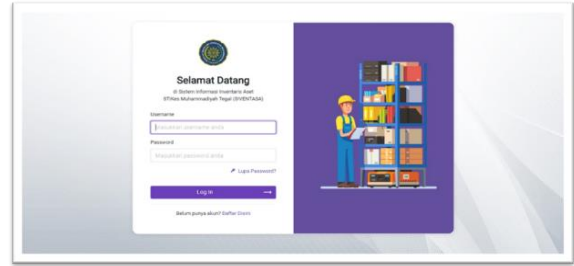 Selamat Datang
di Sistem Informasi Inventaris Aset
STIKes Muhammadiyah Tegal (SIVENTASA)
Username
Masukkan username anda
Password
Masukkan password anda
Lupa Password?
Log In
Belum punya akun? Daftar Disini